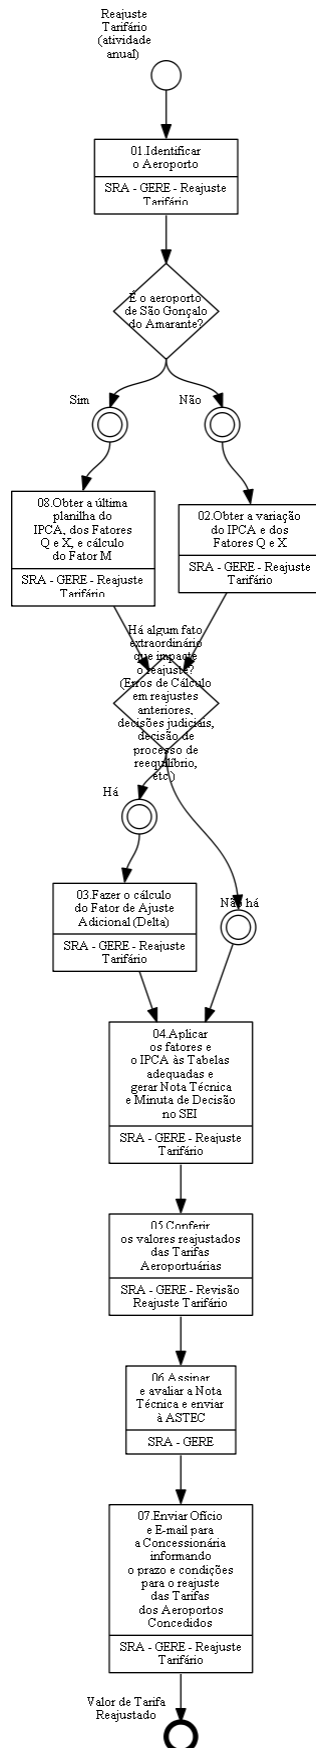 Reajuste
Tarifário
(atividade
anual)
01.Identificar
o Aeroporto
SRA - GERE - Reajuste
Tarifário
É o aeroporto
de São Gonçalo
do Amarante?
Sim
Não
08.Obter a última
planilha do
IPCA, dos Fatores
Q e X, e cálculo
do Fator M
SRA - GERE - Reajuste
Tarifário
02.Obter a variação
do IPCA e dos
Fatores Q e X
SRA - GERE - Reajuste
Tarifário
Há algum fato
extraordinário
que impacte
o reajuste?
(Erros de Cálculo
em reajustes
anteriores,
decisões judiciais,
decisão de
processo de
reequilíbrio,
etc.)
Há
Não há
03.Fazer o cálculo
do Fator de Ajuste
Adicional (Delta)
SRA - GERE - Reajuste
Tarifário
04.Aplicar
os fatores e
o IPCA às Tabelas
adequadas e
gerar Nota Técnica
e Minuta de Decisão
no SEI
SRA - GERE - Reajuste
Tarifário
05.Conferir
os valores reajustados
das Tarifas
Aeroportuárias
SRA - GERE - Revisão
Reajuste Tarifário
06.Assinar
e avaliar a Nota
Técnica e enviar
à ASTEC
SRA - GERE
07.Enviar Ofício
e E-mail para
a Concessionária
informando
o prazo e condições
para o reajuste
das Tarifas
dos Aeroportos
Concedidos
SRA - GERE - Reajuste
Tarifário
Valor de Tarifa
Reajustado